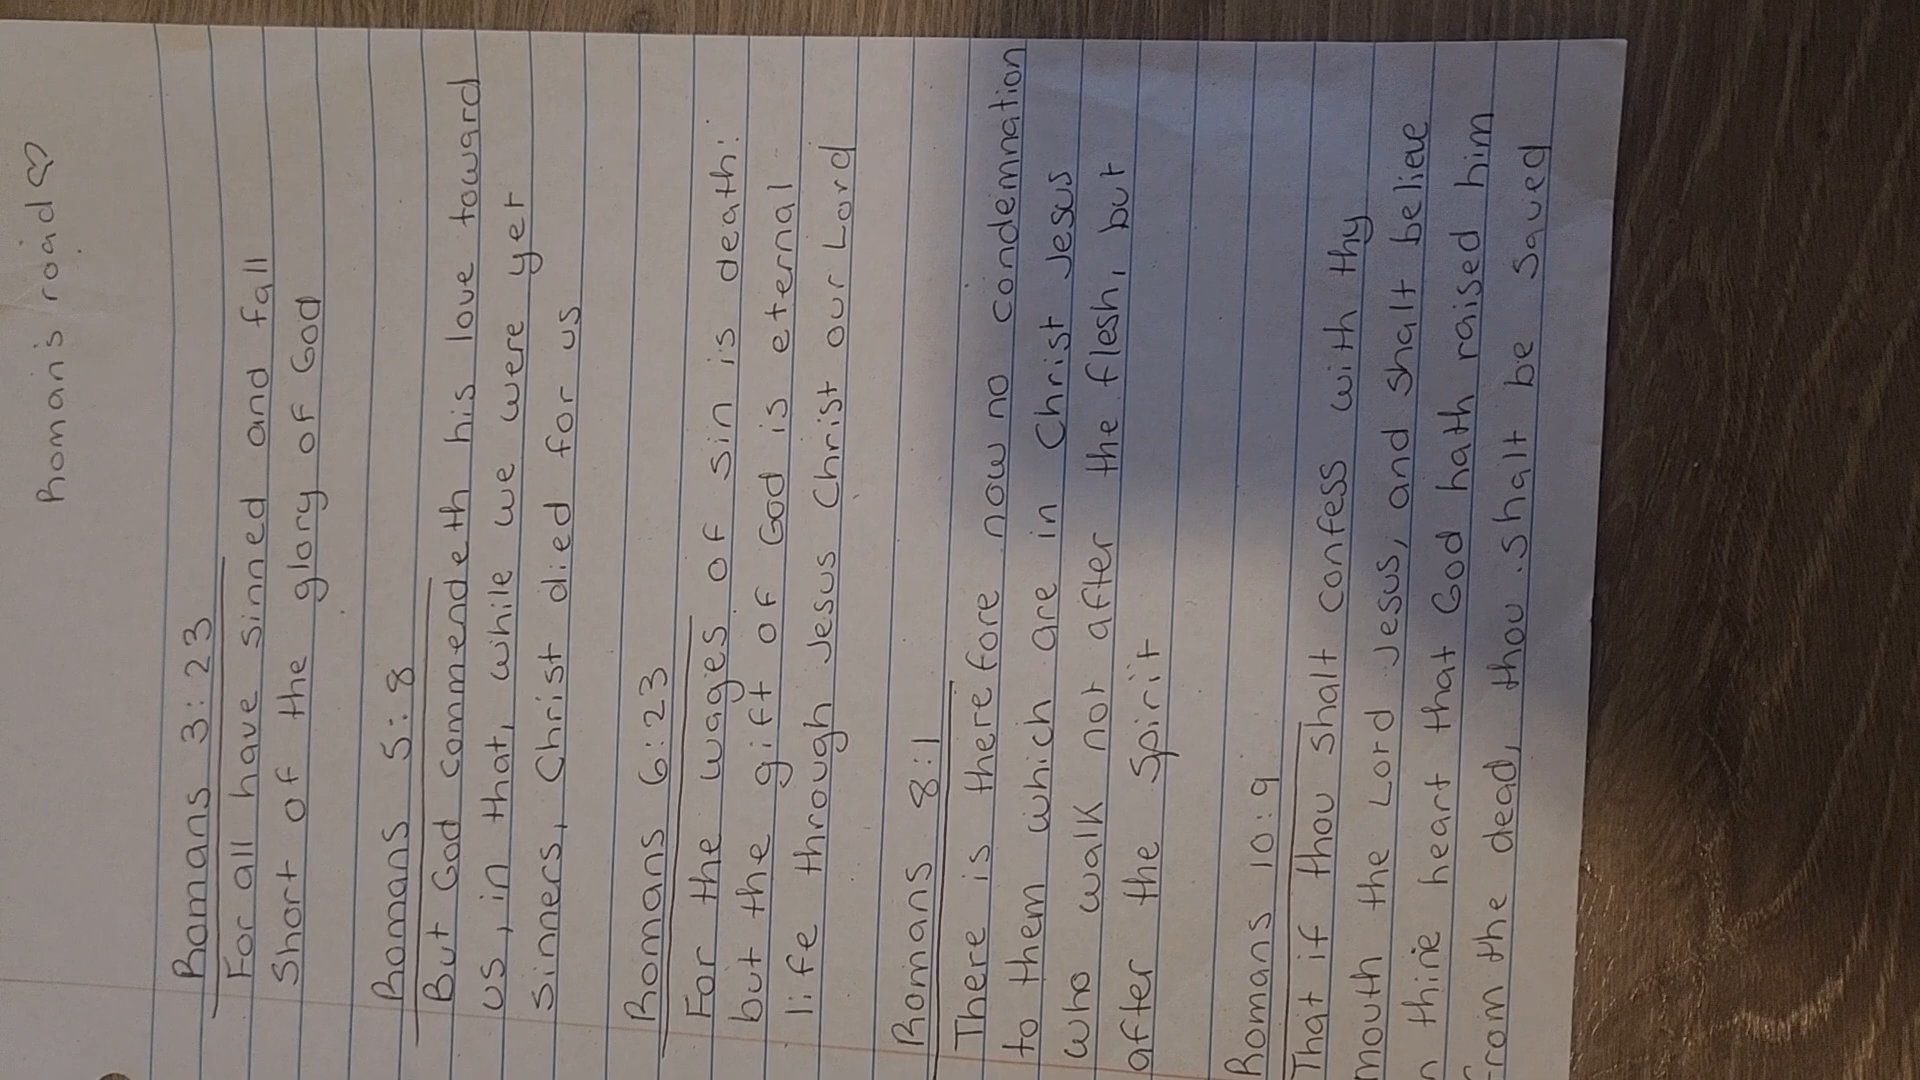 Roman's road ♡
Romans 3:23
For all have sinned and fall
short of the glory of God
Romans 5:8
But God commendeth his love toward
us, in that, while we were yet
sinners, Christ died for us
Romans 6:23
For the wages of sin is death:
but the gift of God is eternal
life through Jesus Christ our Lord
Romans 8:1
There is therefore now no condemnation
to them which are in Christ Jesus
who walk not after the flesh, but
after the Spirit
Romans 10:9
That if thou shalt confess with thy
mouth the Lord Jesus, and shalt believe
n thine heart that God hath raised him
from the dead, thou shalt be saved